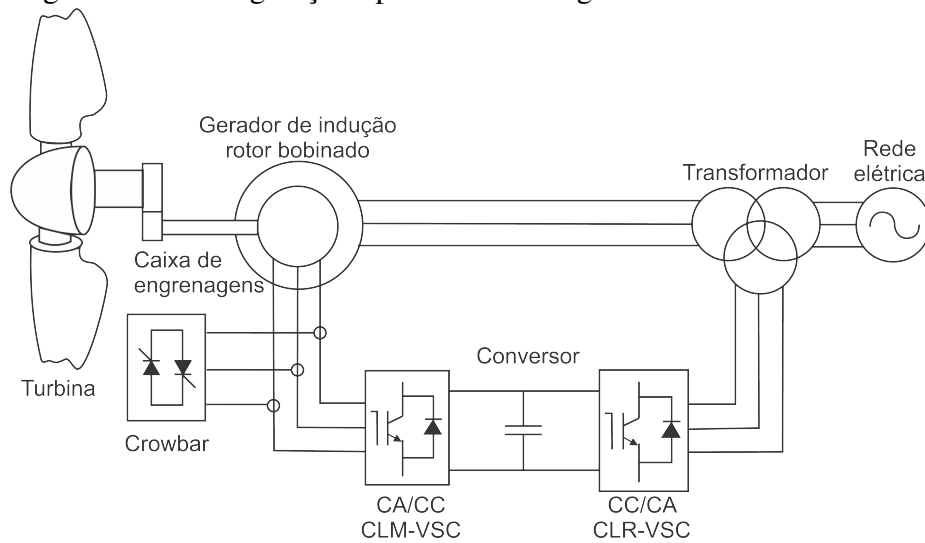 Gerador de indução
rotor bobinado
Transformador
Rede
elétrica
Caixa de
engrenagens
Turbina
Crowbar
Conversor
CA/CC
CLM-VSC
CC/CA
CLR-VSC